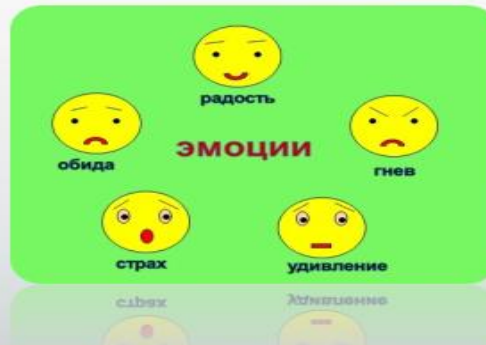 радость
обида
эмоции
гнев
страх
удивление